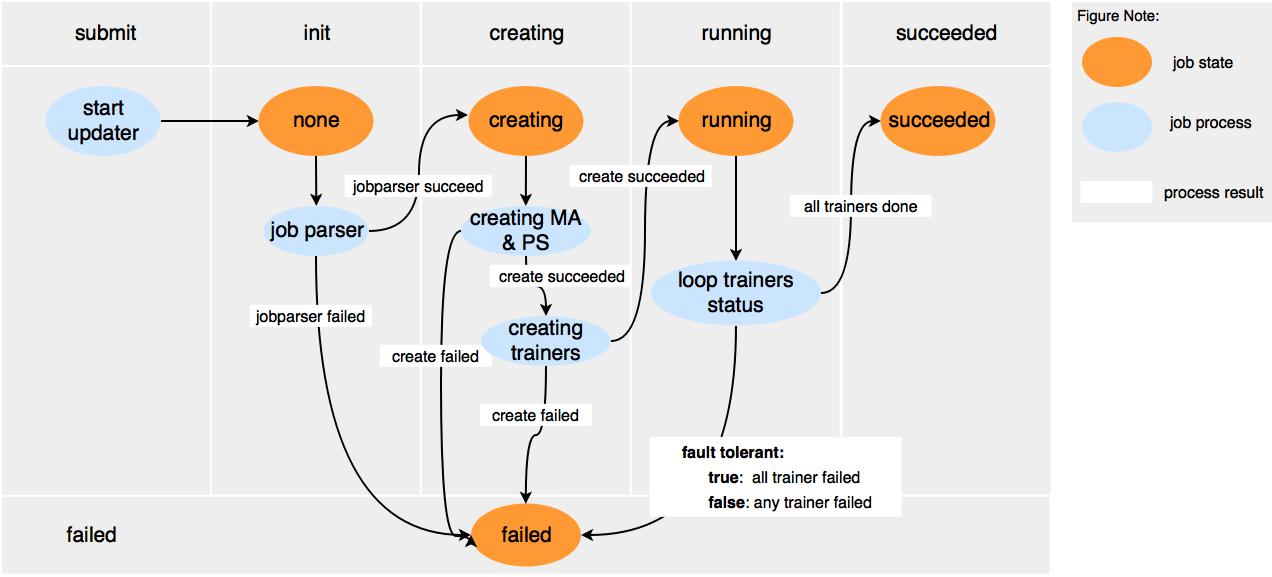 submit
init
creating
running
succeeded
Figure Note:
job state
job process
process result
start
updater
none
creating
running
succeeded
jobparser succeed
create succeeded
all trainers done
job parser
creating MA
& PS
create succeeded
loop trainers
status
jobparser failed
creating
trainers
create failed
create failed
fault tolerant:
true: all trainer failed
false: any trainer failed
failed
failed